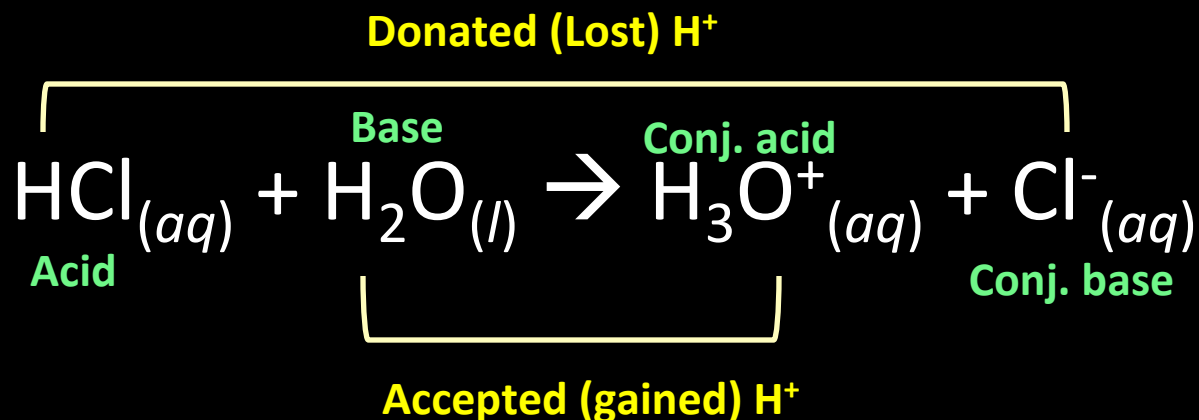 Donated (Lost) H⁺
Base
Conj. acid
HCl(aq) + H₂O(l) → H₃O⁺(aq) + Cl⁻(aq)
Acid
Conj. base
Accepted (gained) H⁺